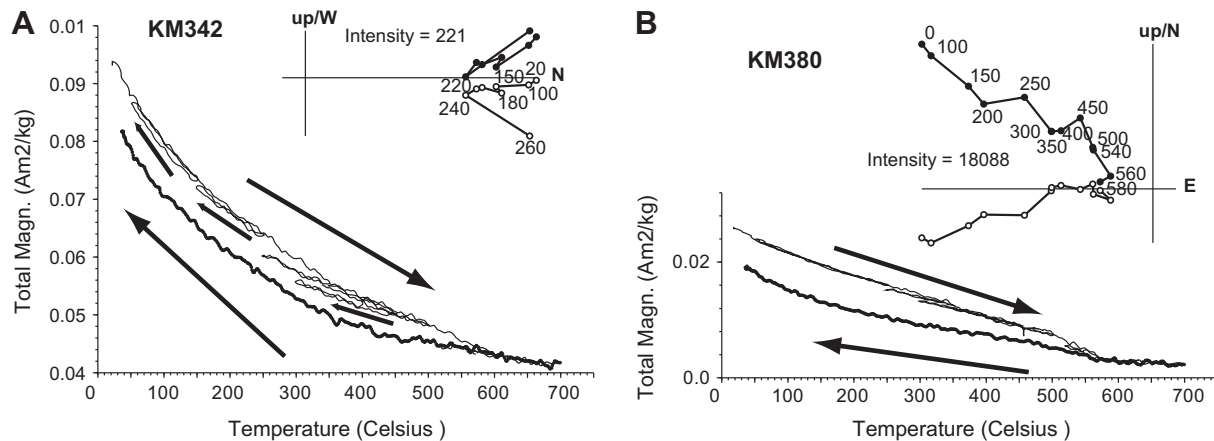 A
KM342
up/W
Intensity = 221
N
220
150
20
240
180
100
260
0.01
0.09
0.08
0.07
0.06
0.05
0.04
Total Magn. (Am2/kg)
0 100 200 300 400 500 600 700
Temperature (Celsius )
B
KM380
up/N
0
100
150
200
250
300
350
400
450
500
540
560
580
E
Intensity = 18088
0.02
0.0
Total Magn. (Am2/kg)
0 100 200 300 400 500 600 700
Temperature (Celsius )